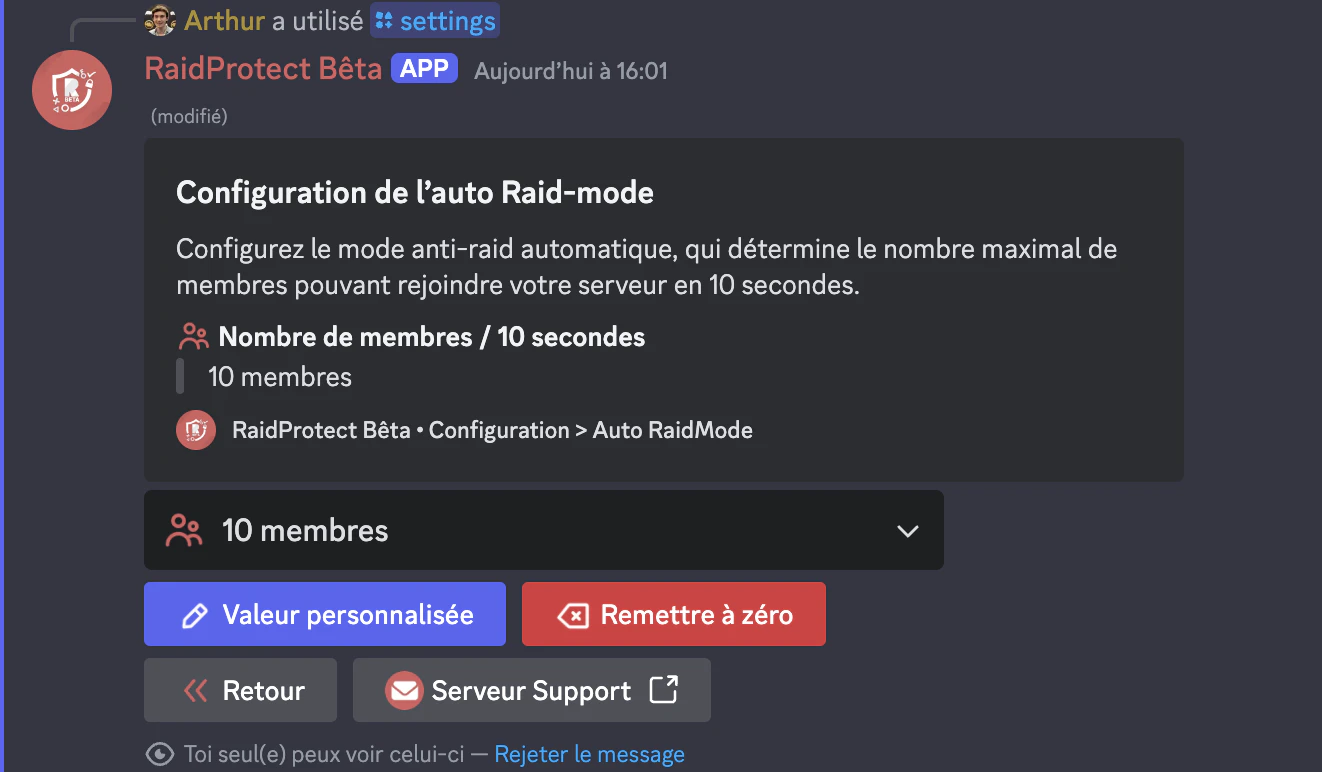 Arthur a utilisé settings
RaidProtect Bêta APP Aujourd’hui à 16:01
(modifié)
Configuration de l’auto Raid-mode
Configurez le mode anti-raid automatique, qui détermine le nombre maximal de
membres pouvant rejoindre votre serveur en 10 secondes.
Nombre de membres / 10 secondes
10 membres
RaidProtect Bêta • Configuration > Auto RaidMode
10 membres
Valeur personnalisée Remettre à zéro
Retour Serveur Support
Toi seul(e) peux voir celui-ci — Rejeter le message